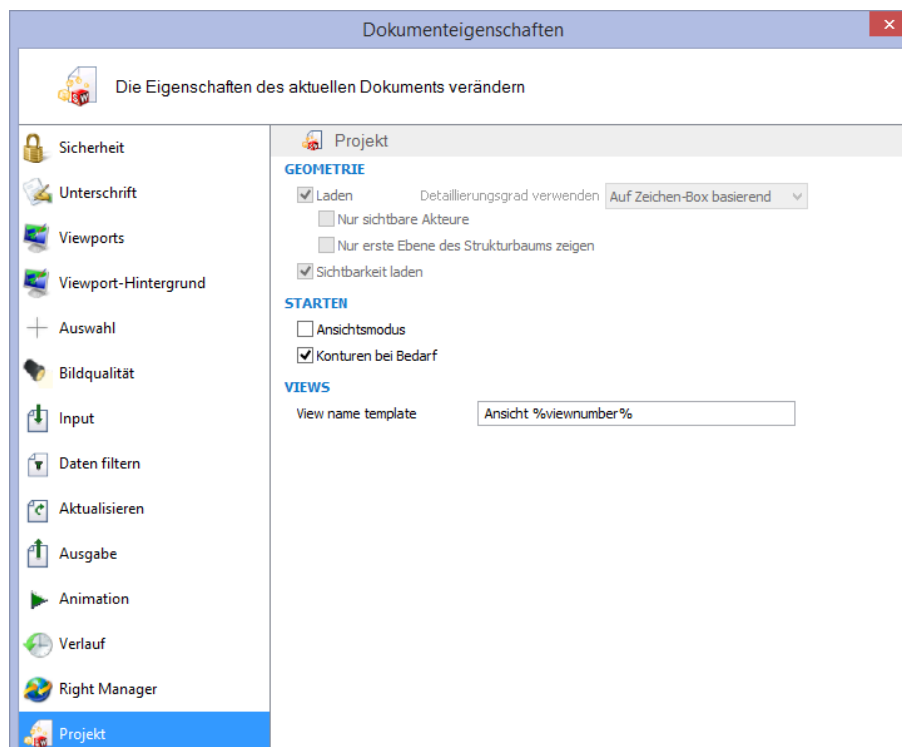 Dokumenteigenschaften
Die Eigenschaften des aktuellen Dokuments verändern
Sicherheit
Unterschrift
Viewports
Viewport-Hintergrund
Auswahl
Bildqualität
Input
Daten filtern
Aktualisieren
Ausgabe
Animation
Verlauf
Right Manager
Projekt
Projekt
GEOMETRIE
Laden Detaillierungsgrad verwenden Auf Zeichen-Box basierend
Nur sichtbare Akteure
Nur erste Ebene des Strukturbaums zeigen
Sichtbarkeit laden
STARTEN
Ansichtsmodus
Konturen bei Bedarf
VIEWS
View name template Ansicht %viewnumber%